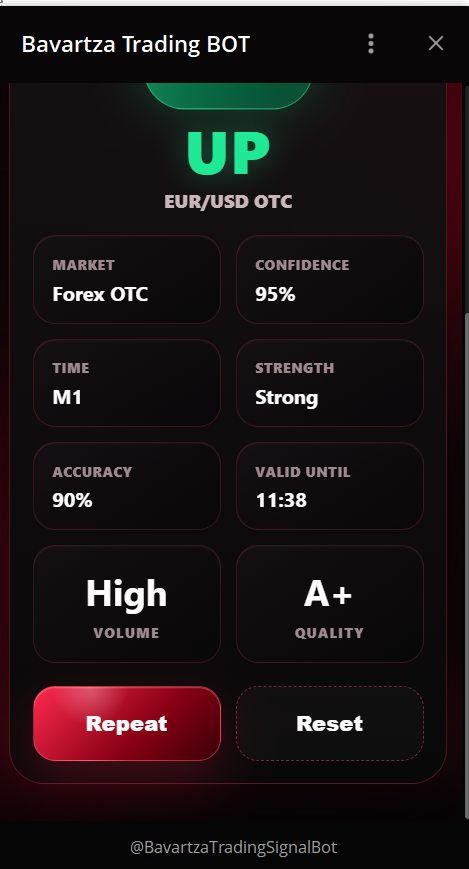 Bavartza Trading BOT
UP
EUR/USD OTC
MARKET
Forex OTC
CONFIDENCE
95%
TIME
M1
STRENGTH
Strong
ACCURACY
90%
VALID UNTIL
11:38
High
VOLUME
A+
QUALITY
Repeat
Reset
@BavartzaTradingSignalBot